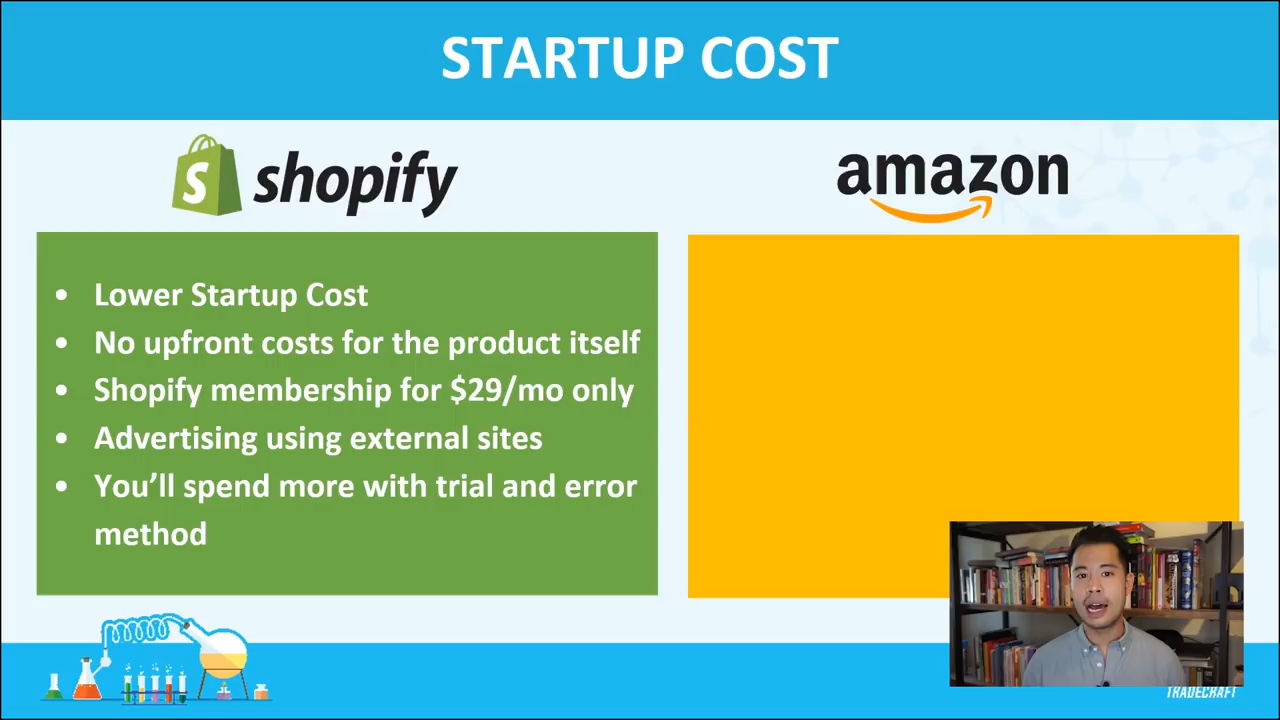 STARTUP COST
shopify
amazon
• Lower Startup Cost
• No upfront costs for the product itself
• Shopify membership for $29/mo only
• Advertising using external sites
• You’ll spend more with trial and error
method
TRADECRAFT